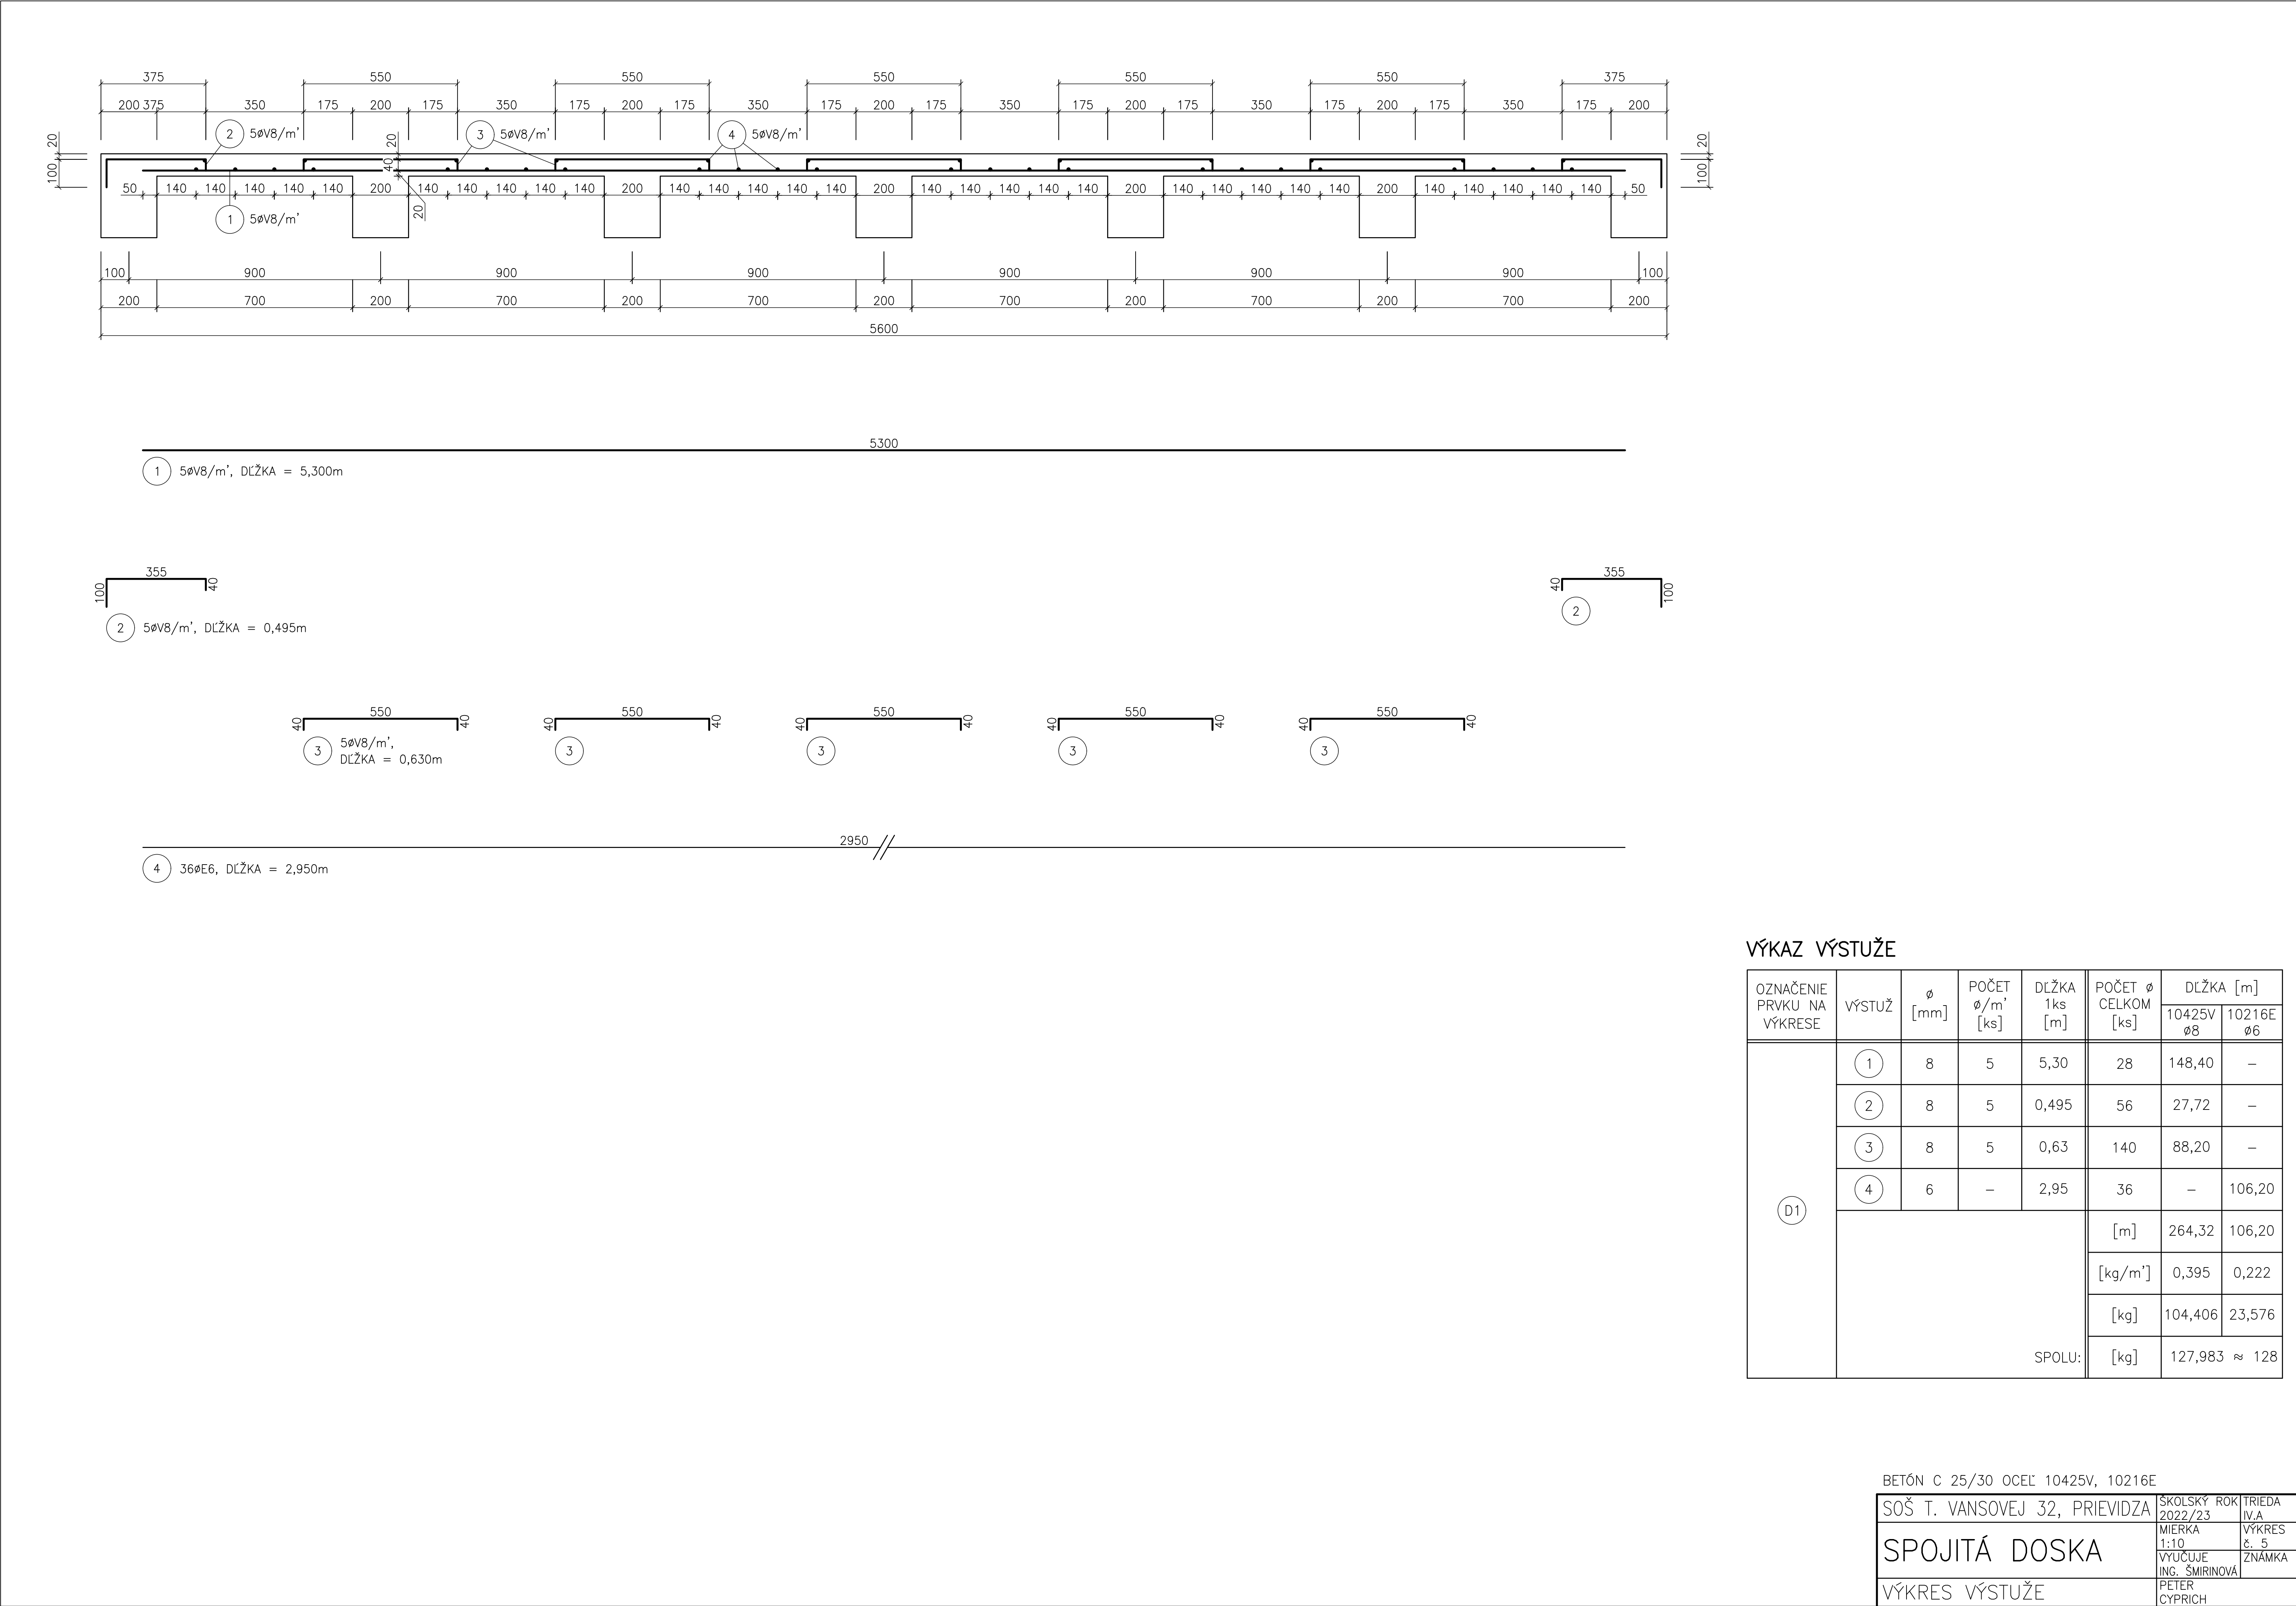 375 550 550 550 550 550 375
200 375 350 175 200 175 350 175 200 175 350 175 200 175 350 175 200 175 350 175 200 175 350 175 200
2 5øV8/m' 3 5øV8/m' 4 5øV8/m'
20 20 20
100 40 100
50 140 140 140 140 140 200 140 140 140 140 140 200 140 140 140 140 140 200 140 140 140 140 140 200 140 140 140 140 140 200 140 140 140 140 140 50
1 5øV8/m' 20
100 900 900 900 900 900 900 100
200 700 200 700 200 700 200 700 200 700 200 700 200
5600
5300
1 5øV8/m', DĹŽKA = 5,300m
355 355
100 40 40 100
2 5øV8/m', DĹŽKA = 0,495m 2
550 550 550 550 550
40 40 40 40 40 40 40 40 40 40
3 5øV8/m', 3 3 3 3
DĹŽKA = 0,630m
2950
4 36øE6, DĹŽKA = 2,950m
VÝKAZ VÝSTUŽE
OZNAČENIE
PRVKU NA
VÝKRESE
VÝSTUŽ
ø
[mm]
POČET
ø/m'
[ks]
DĹŽKA
1ks
[m]
POČET ø
CELKOM
[ks]
DĹŽKA [m]
10425V
ø8
10216E
ø6
D1
1 8 5 5,30 28 148,40 –
2 8 5 0,495 56 27,72 –
3 8 5 0,63 140 88,20 –
4 6 – 2,95 36 – 106,20
[m] 264,32 106,20
[kg/m'] 0,395 0,222
[kg] 104,406 23,576
SPOLU: [kg] 127,983 ≈ 128
BETÓN C 25/30 OCEĽ 10425V, 10216E
SOŠ T. VANSOVEJ 32, PRIEVIDZA
ŠKOLSKÝ ROK
2022/23
TRIEDA
IV.A
SPOJITÁ DOSKA
MIERKA
1:10
VÝKRES
č. 5
VYUČUJE
ING. ŠMIRINOVÁ
ZNÁMKA
VÝKRES VÝSTUŽE
PETER
CYPRICH